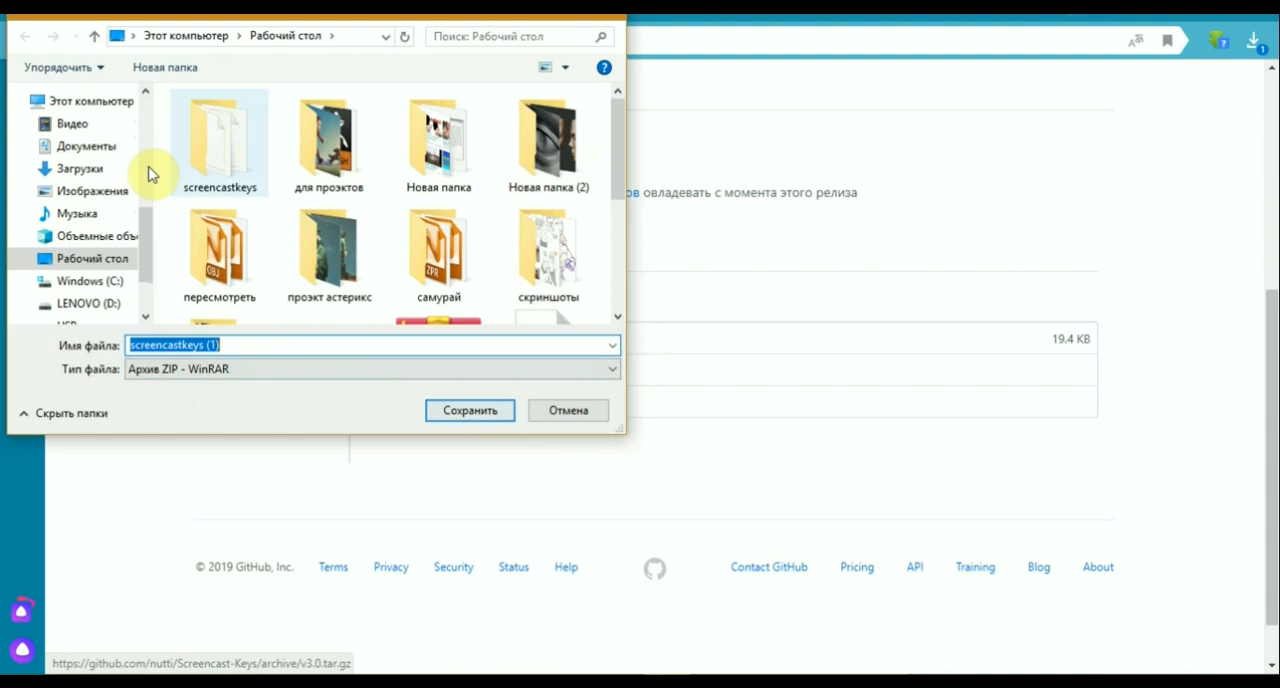 Этот компьютер › Рабочий стол ›
Поиск: Рабочий стол
1
Упорядочить
Новая папка
?
Этот компьютер
Видео
Документы
Загрузки
Изображения
Музыка
Объемные объ
Рабочий стол
Windows (C:)
LENOVO (D:)
screencastkeys
для проэктов
Новая папка
Новая папка (2)
пересмотреть
проэкт астерикс
самурай
скриншоты
OBJ
ZPR
ов овладевать с момента этого релиза
Имя файла: screencastkeys (1)
Тип файла: Архив ZIP - WinRAR
19.4 KB
Скрыть папки
Сохранить
Отмена
© 2019 GitHub, Inc. Terms Privacy Security Status Help Contact GitHub Pricing API Training Blog About
https://github.com/nutti/Screencast-Keys/archive/v3.0.tar.gz